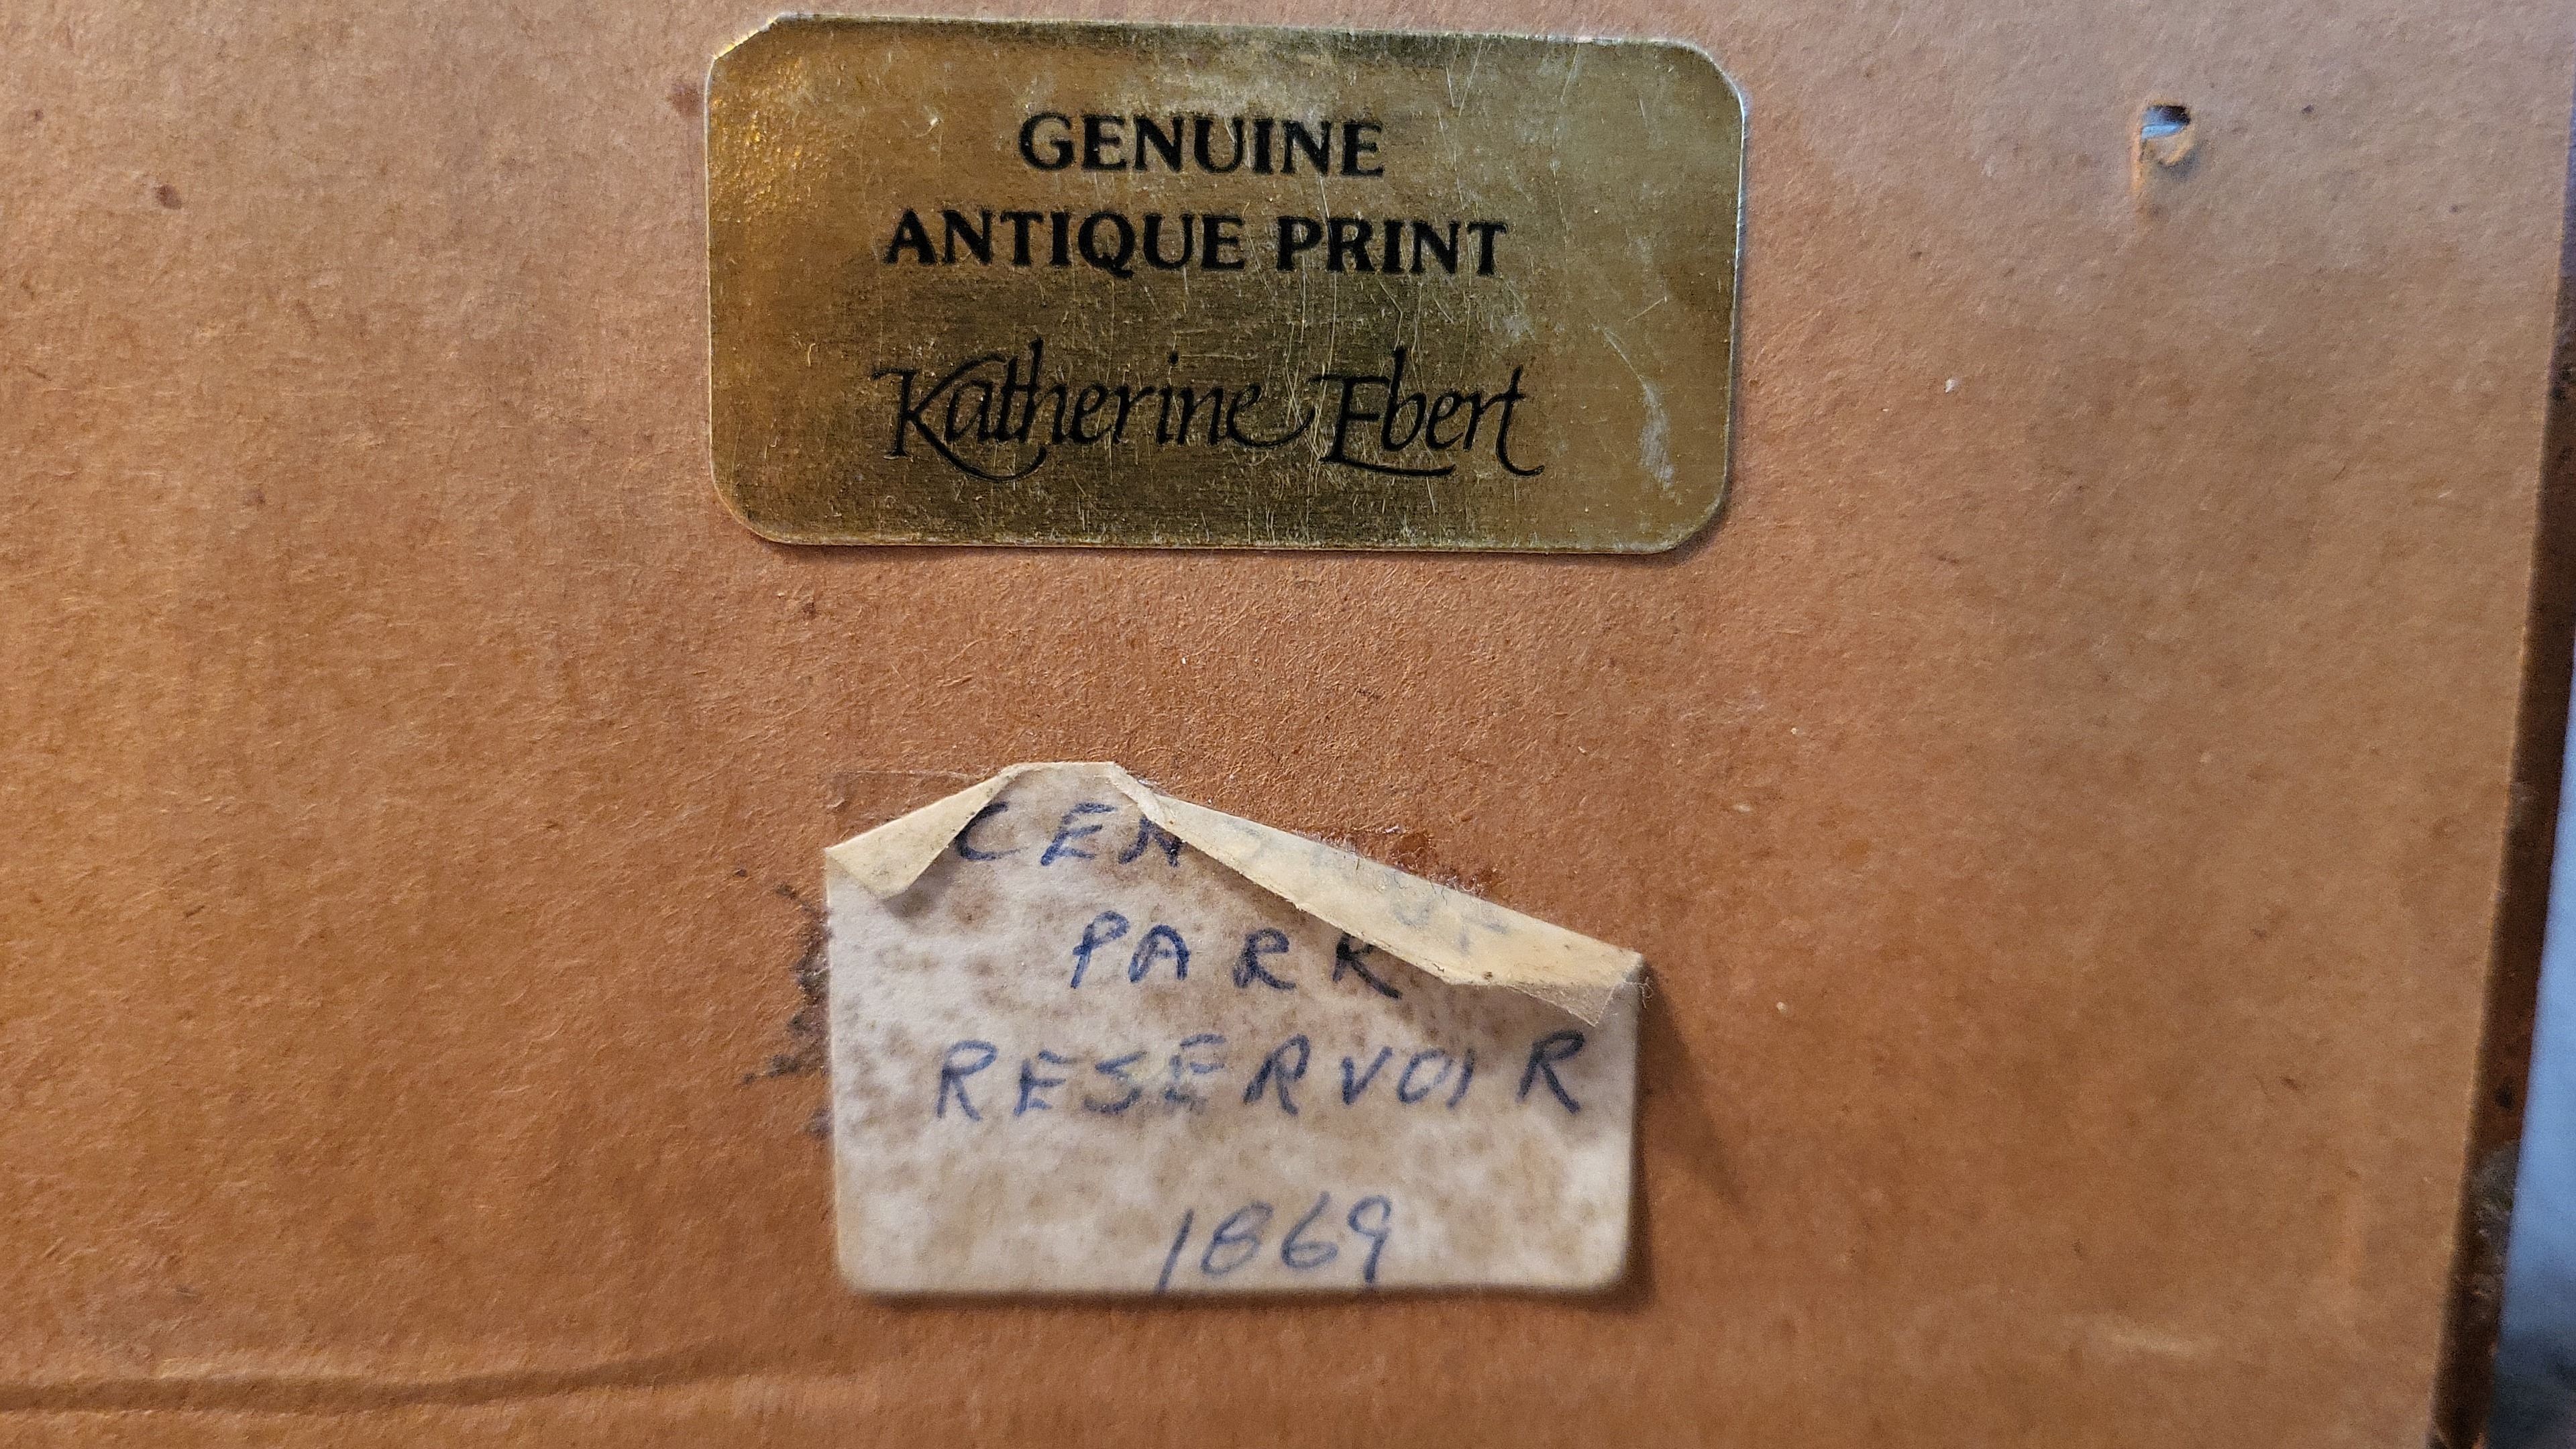 GENUINE
ANTIQUE PRINT
Katherine Ebert
PARK
RESERVOIR
1869